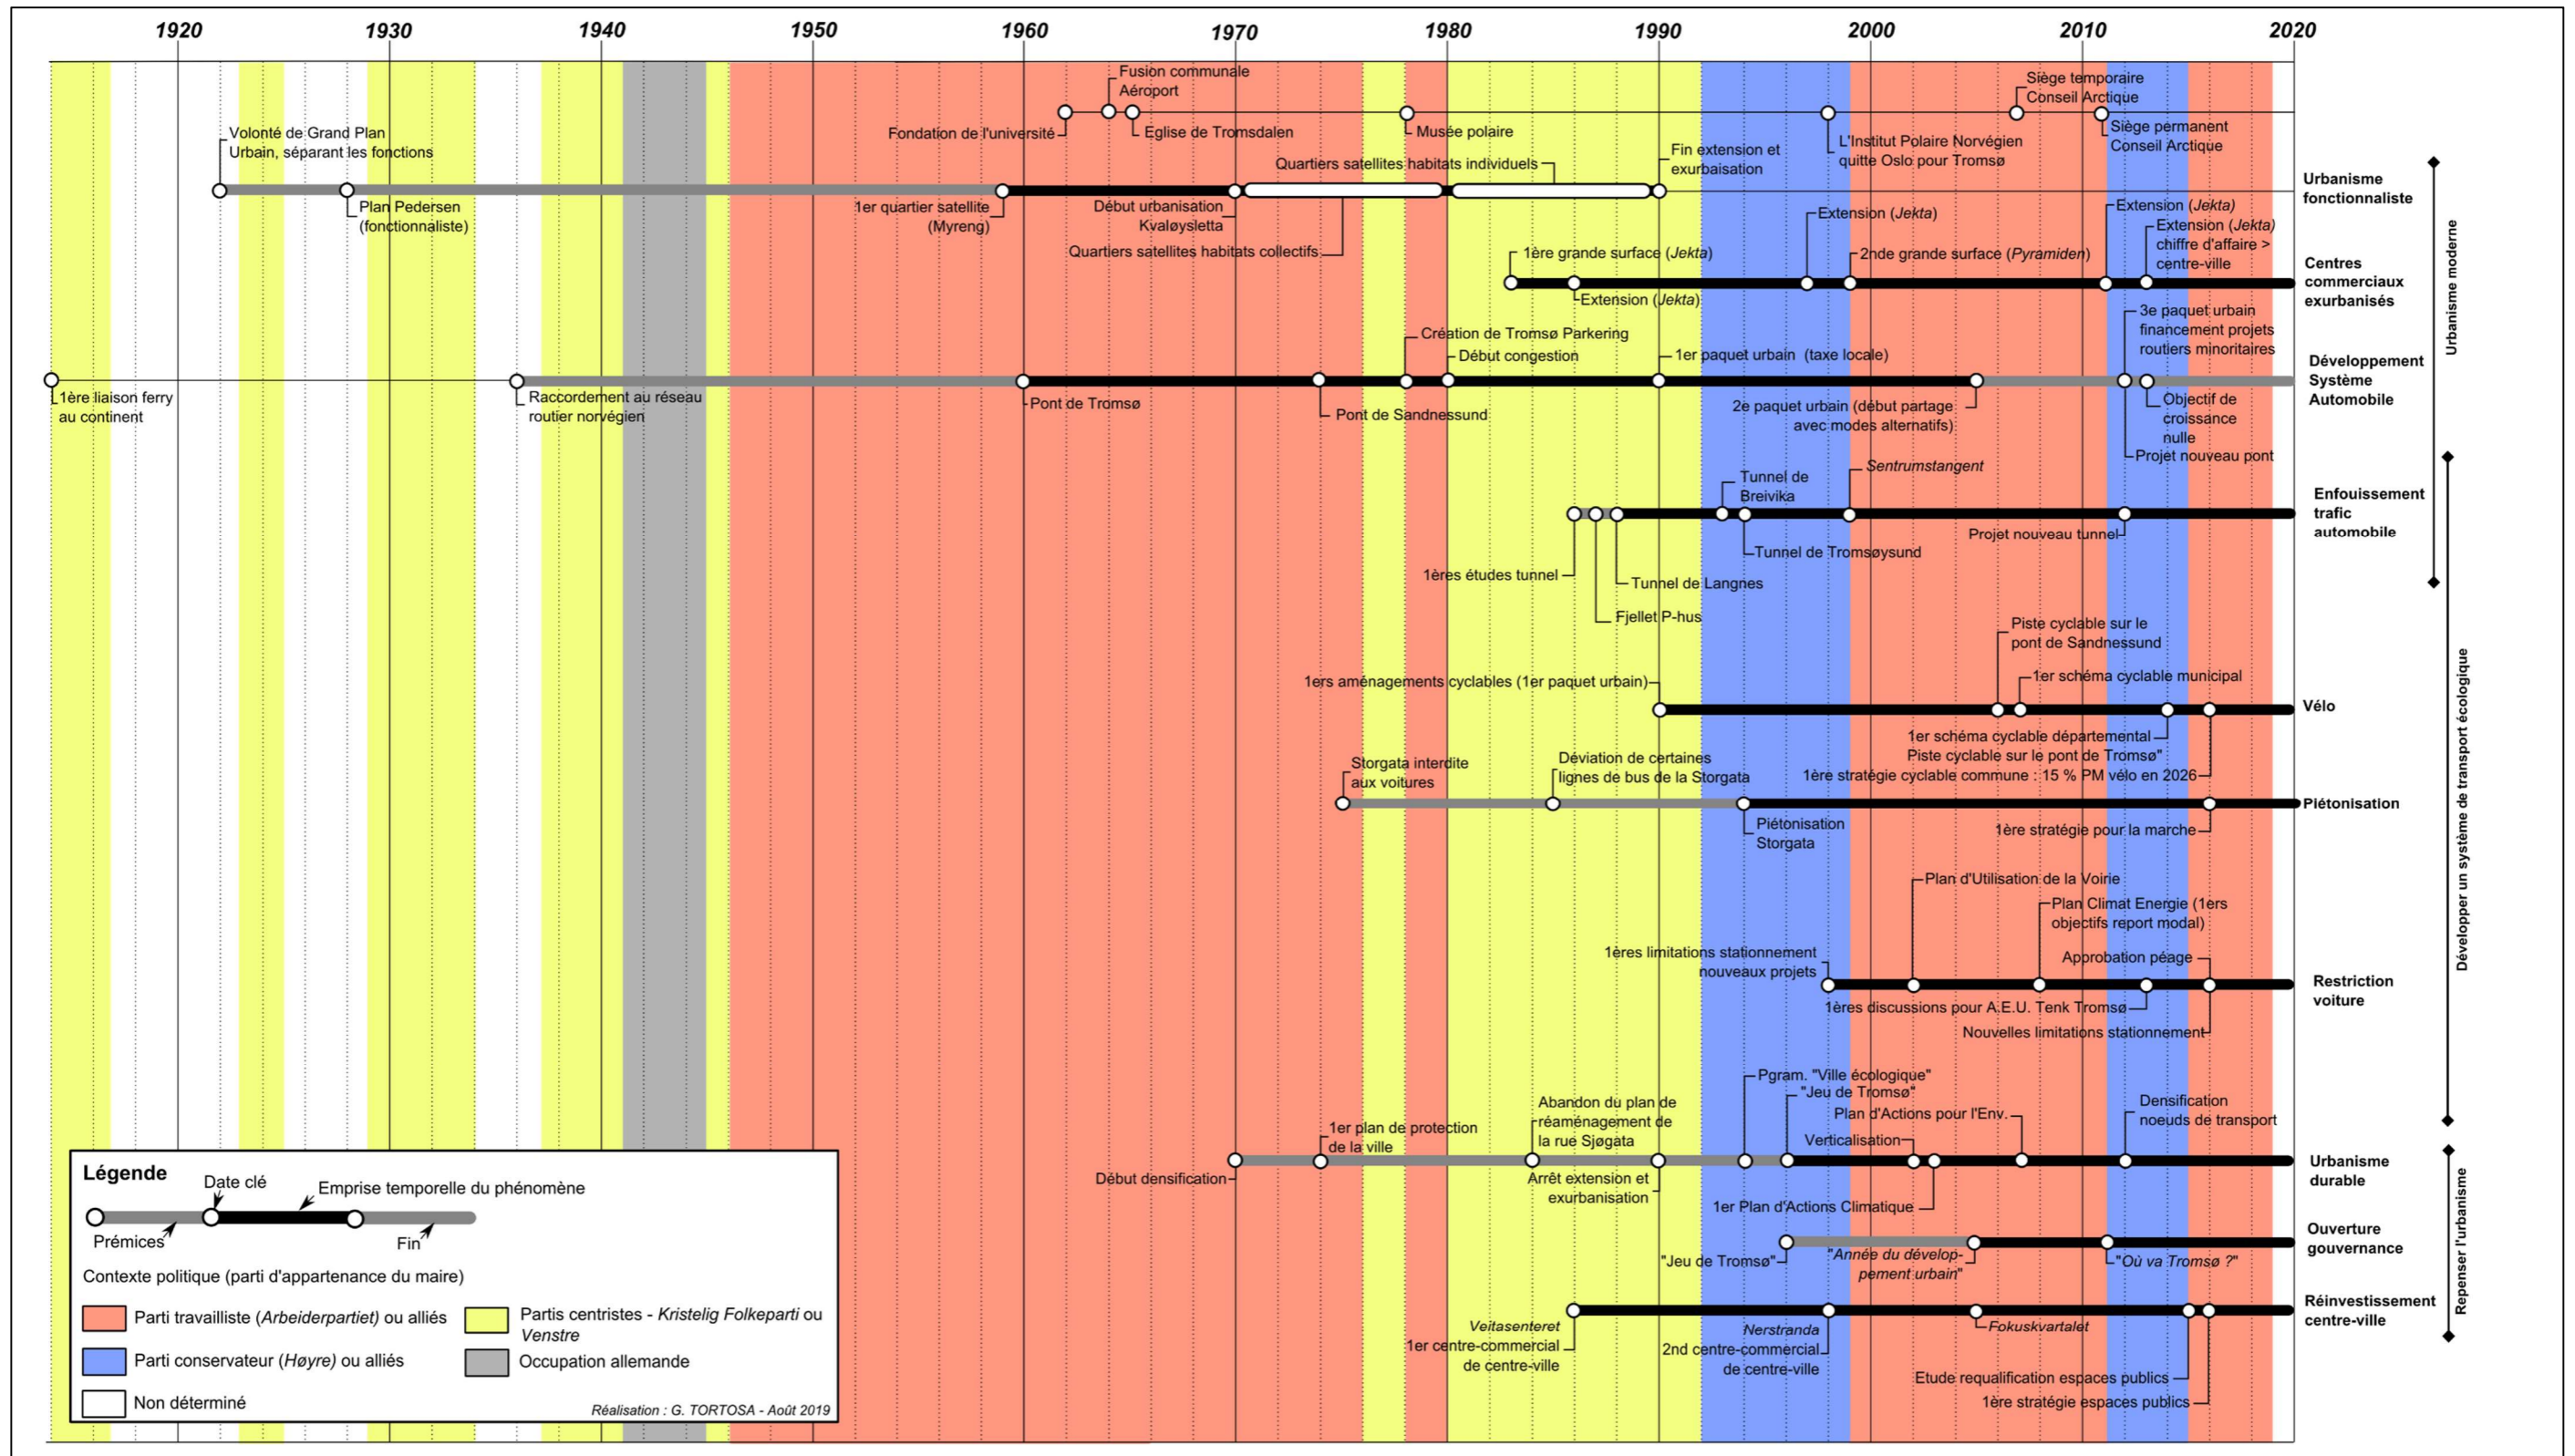 1920 1930 1940 1950 1960 1970 1980 1990 2000 2010 2020
Fusion communale
Aéroport
Fondation de l'université
Eglise de Tromsdalen
Musée polaire
L'Institut Polaire Norvégien
quitte Oslo pour Tromsø
Siège temporaire
Conseil Arctique
Siège permanent
Conseil Arctique
Volonté de Grand Plan
Urbain, séparant les fonctions
Plan Pedersen
(fonctionnaliste)
1er quartier satellite
(Myreng)
Début urbanisation
Kvaløysletta
Quartiers satellites habitats collectifs
Quartiers satellites habitats individuels
Fin extension et
exurbaisation
Urbanisme
fonctionnaliste
1ère grande surface (Jekta)
Extension (Jekta)
Extension (Jekta)
2nde grande surface (Pyramiden)
Extension (Jekta)
Extension (Jekta)
chiffre d'affaire >
centre-ville
Centres
commerciaux
exurbanisés
1ère liaison ferry
au continent
Raccordement au réseau
routier norvégien
Pont de Tromsø
Pont de Sandnessund
Création de Tromsø Parkering
Début congestion
1er paquet urbain (taxe locale)
2e paquet urbain (début partage
avec modes alternatifs)
3e paquet urbain
financement projets
routiers minoritaires
Objectif de
croissance
nulle
Projet nouveau pont
Développement
Système
Automobile
Urbanisme moderne
1ères études tunnel
Fjellet P-hus
Tunnel de Langnes
Tunnel de
Breivika
Tunnel de Tromsøysund
Sentrumstangent
Projet nouveau tunnel
Enfouissement
trafic
automobile
1ers aménagements cyclables (1er paquet urbain)
Piste cyclable sur le
pont de Sandnessund
1er schéma cyclable municipal
1er schéma cyclable départemental
Piste cyclable sur le pont de Tromsø"
1ère stratégie cyclable commune : 15 % PM vélo en 2026
Vélo
Storgata interdite
aux voitures
Déviation de certaines
lignes de bus de la Storgata
Piétonisation
Storgata
1ère stratégie pour la marche
Piétonisation
1ères limitations stationnement
nouveaux projets
Plan d'Utilisation de la Voirie
Plan Climat Energie (1ers
objectifs report modal)
Approbation péage
1ères discussions pour A.E.U. Tenk Tromsø
Nouvelles limitations stationnement
Restriction
voiture
Développer un système de transport écologique
Début densification
1er plan de protection
de la ville
Abandon du plan de
réaménagement de
la rue Sjøgata
Arrêt extension et
exurbanisation
Pgram. "Ville écologique"
"Jeu de Tromsø"
Plan d'Actions pour l'Env.
Verticalisation
1er Plan d'Actions Climatique
Densification
noeuds de transport
Urbanisme
durable
"Jeu de Tromsø"
"Année du dévelop-
pement urbain"
"Où va Tromsø ?"
Ouverture
gouvernance
Veitasenteret
1er centre-commercial
de centre-ville
Nerstranda
2nd centre-commercial
de centre-ville
Fokuskvartalet
Etude requalification espaces publics
1ère stratégie espaces publics
Réinvestissement
centre-ville
Repenser l'urbanisme
Légende
Date clé
Emprise temporelle du phénomène
Prémices
Fin
Contexte politique (parti d'appartenance du maire)
Parti travailliste (Arbeiderpartiet) ou alliés
Partis centristes - Kristelig Folkeparti ou
Venstre
Parti conservateur (Høyre) ou alliés
Occupation allemande
Non déterminé
Réalisation : G. TORTOSA - Août 2019